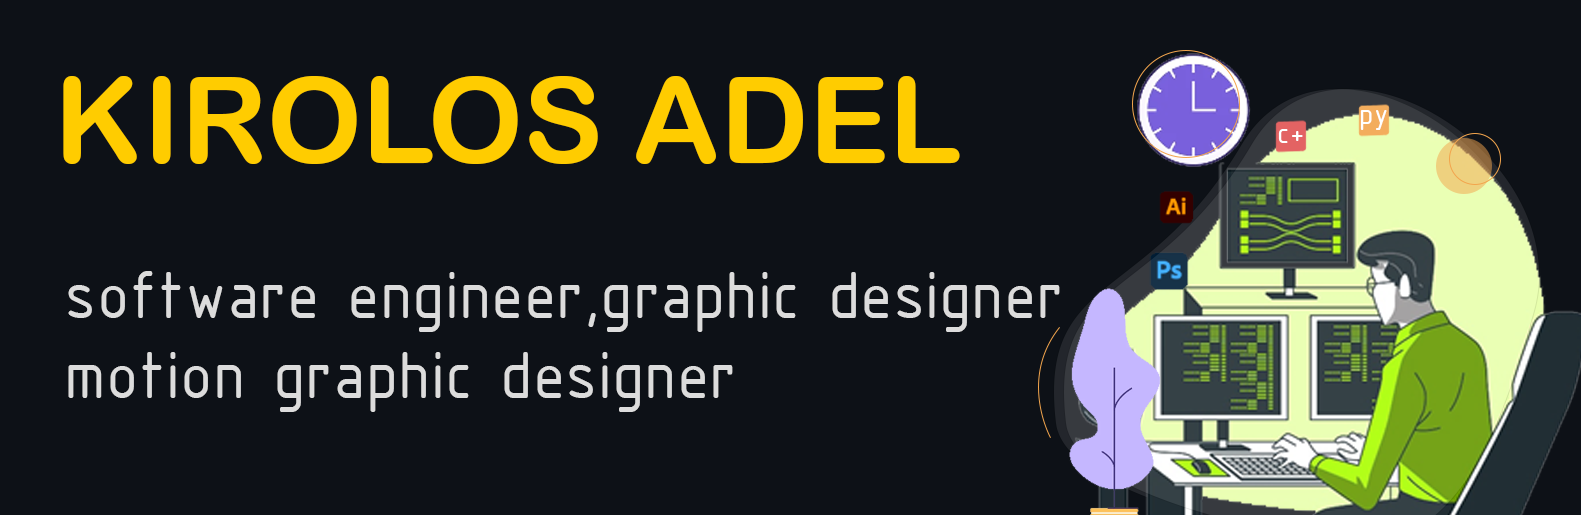 KIROLOS ADEL
software engineer,graphic designer
motion graphic designer
c+
py
Ai
Ps